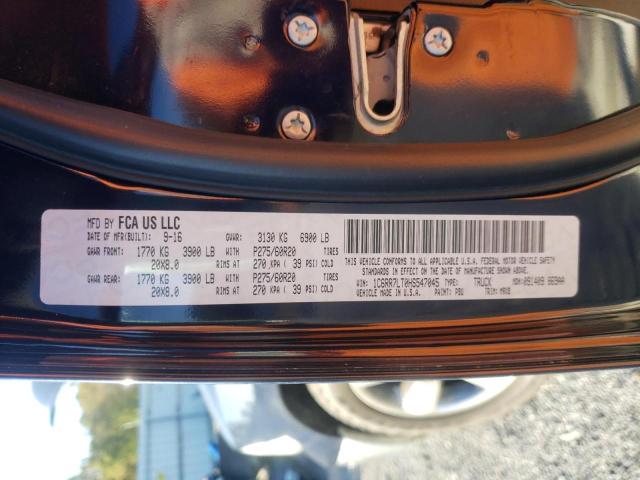 MFD BY FCA US LLC
DATE OF MFR(BUILT): 9-16 GVWR: 3130 KG 6900 LB
GAWR FRONT: 1770 KG 3900 LB WITH P275/60R20 TIRES
20X8.0 RIMS AT 270 KPA ( 39 PSI) COLD
GAWR REAR: 1770 KG 3900 LB WITH P275/60R20 TIRES
20X8.0 RIMS AT 270 KPA ( 39 PSI) COLD
THIS VEHICLE CONFORMS TO ALL APPLICABLE U.S.A. FEDERAL MOTOR VEHICLE SAFETY
STANDARDS IN EFFECT ON THE DATE OF MANUFACTURE SHOWN ABOVE.
VIN: 1C6RR7LT0HS547045 TYPE: TRUCK MDH:091409 869AA
VEHICLE MADE IN U.S.A. PAINT: PBU TRIM: